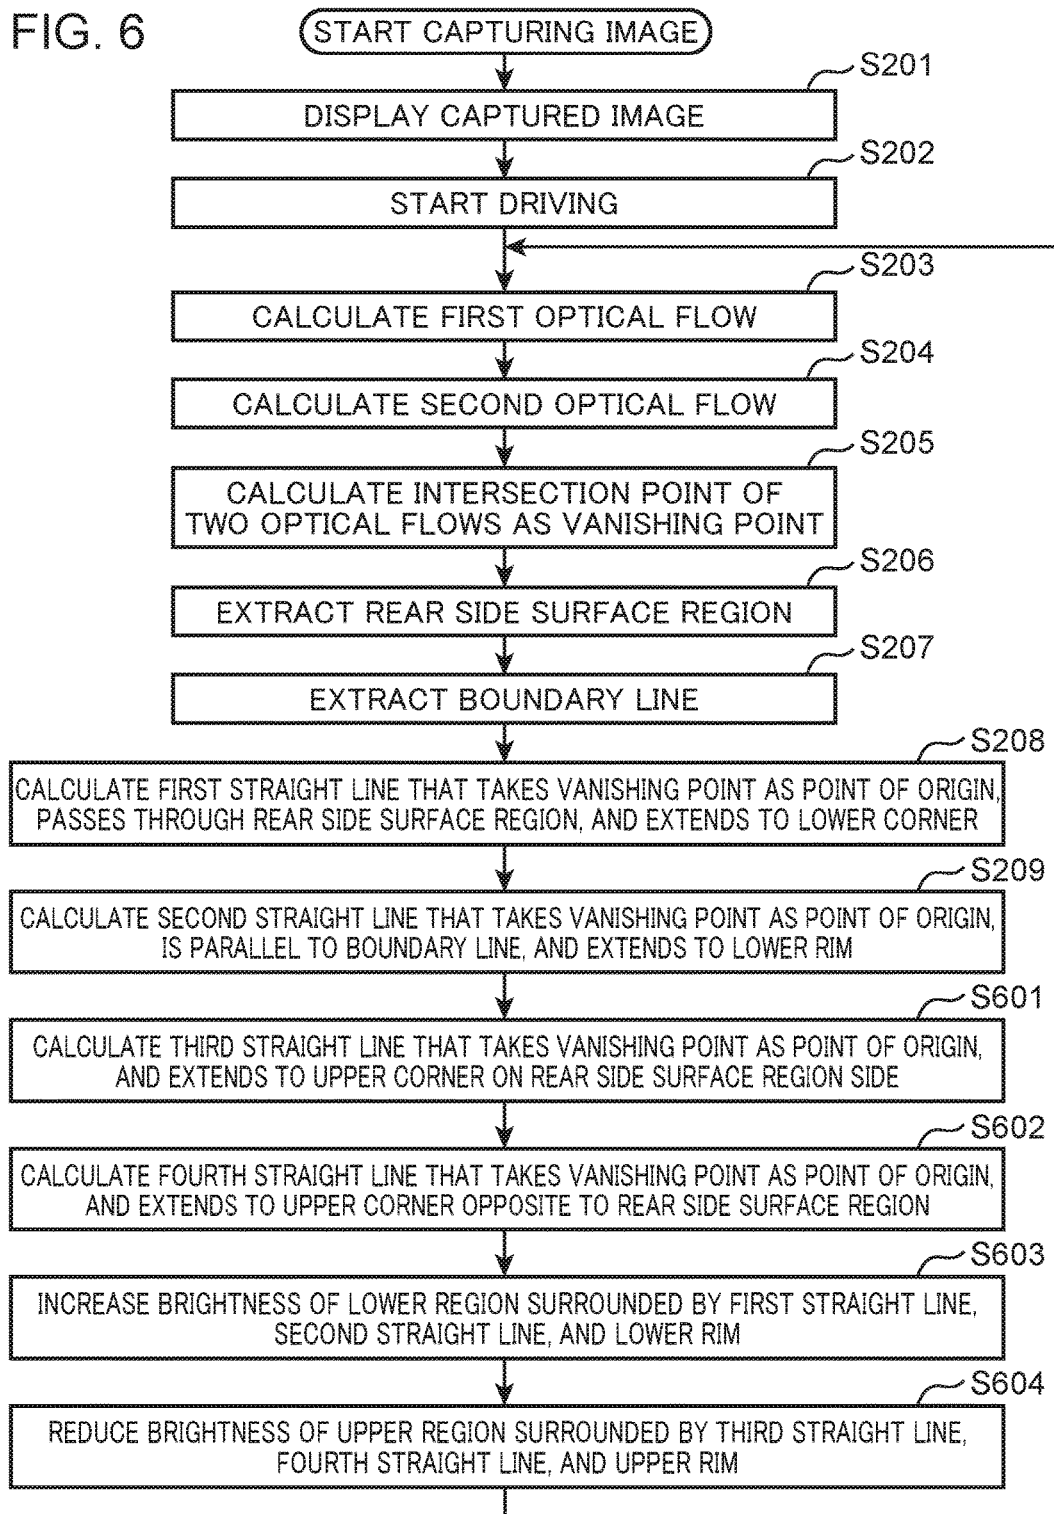 FIG. 6
START CAPTURING IMAGE
S201
DISPLAY CAPTURED IMAGE
S202
START DRIVING
S203
CALCULATE FIRST OPTICAL FLOW
S204
CALCULATE SECOND OPTICAL FLOW
S205
CALCULATE INTERSECTION POINT OF
TWO OPTICAL FLOWS AS VANISHING POINT
S206
EXTRACT REAR SIDE SURFACE REGION
S207
EXTRACT BOUNDARY LINE
S208
CALCULATE FIRST STRAIGHT LINE THAT TAKES VANISHING POINT AS POINT OF ORIGIN,
PASSES THROUGH REAR SIDE SURFACE REGION, AND EXTENDS TO LOWER CORNER
S209
CALCULATE SECOND STRAIGHT LINE THAT TAKES VANISHING POINT AS POINT OF ORIGIN,
IS PARALLEL TO BOUNDARY LINE, AND EXTENDS TO LOWER RIM
S601
CALCULATE THIRD STRAIGHT LINE THAT TAKES VANISHING POINT AS POINT OF ORIGIN,
AND EXTENDS TO UPPER CORNER ON REAR SIDE SURFACE REGION SIDE
S602
CALCULATE FOURTH STRAIGHT LINE THAT TAKES VANISHING POINT AS POINT OF ORIGIN,
AND EXTENDS TO UPPER CORNER OPPOSITE TO REAR SIDE SURFACE REGION
S603
INCREASE BRIGHTNESS OF LOWER REGION SURROUNDED BY FIRST STRAIGHT LINE,
SECOND STRAIGHT LINE, AND LOWER RIM
S604
REDUCE BRIGHTNESS OF UPPER REGION SURROUNDED BY THIRD STRAIGHT LINE,
FOURTH STRAIGHT LINE, AND UPPER RIM